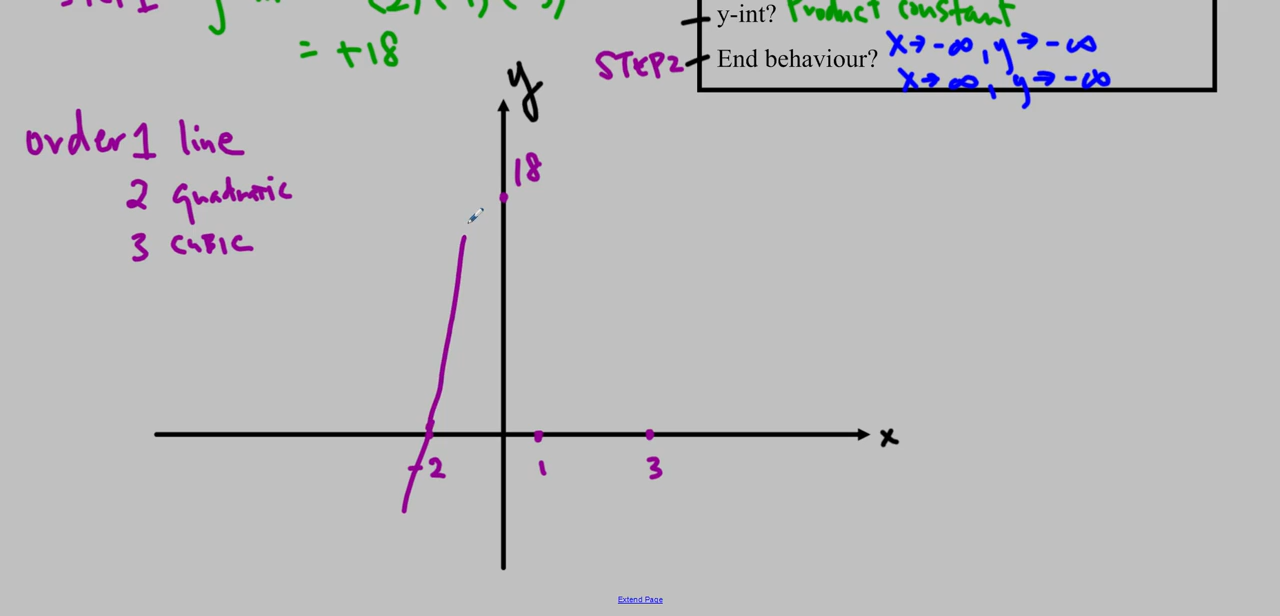 y-int? Product constant
= +18
STEP2 End behaviour? x→-∞, y→-∞
x→∞, y→-∞
y
order 1 line
18
2 quadratic
3 cubic
x
-2 1 3
Extend Page